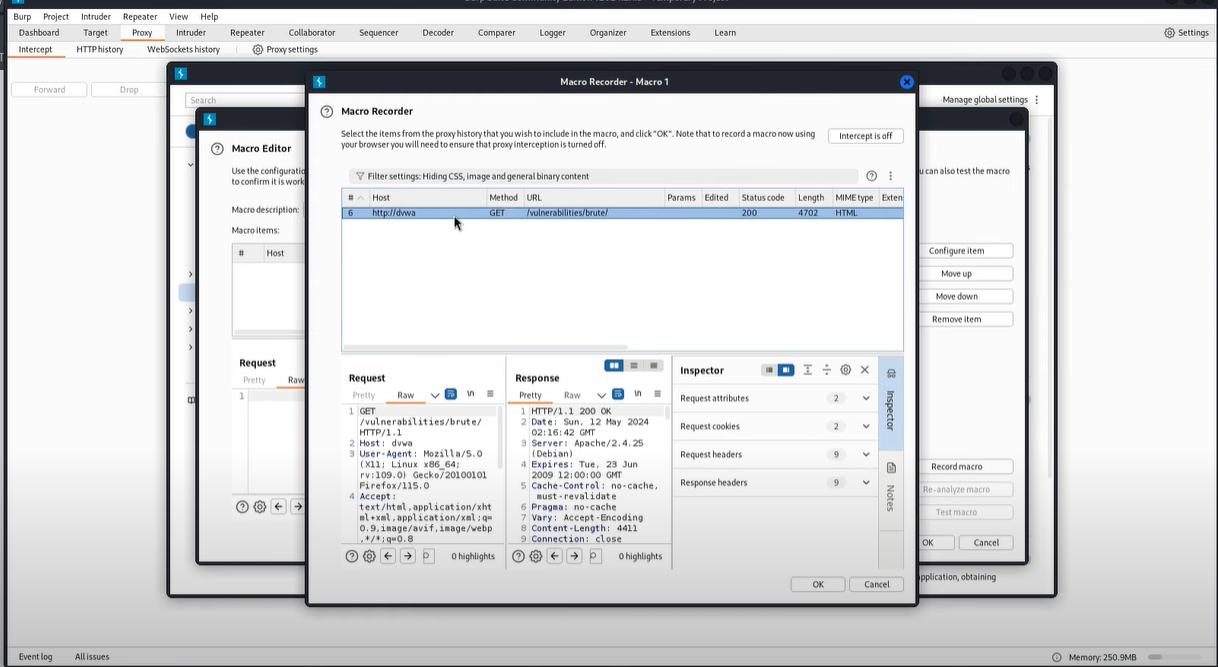 Burp Project Intruder Repeater View Help
Dashboard Target Proxy Intruder Repeater Collaborator Sequencer Decoder Comparer Logger Organizer Extensions Learn Settings
Intercept HTTP history WebSockets history Proxy settings
Forward Drop
Search
Manage global settings
Macro Editor
Use the configuratio
to confirm it is work
u can also test the macro
Macro description:
Macro items:
# Host
Configure item
Move up
Move down
Remove item
Request
Pretty Raw
1
Record macro
Re-analyze macro
Test macro
OK Cancel
pplication, obtaining
Macro Recorder - Macro 1
Macro Recorder
Select the items from the proxy history that you wish to include in the macro, and click "OK". Note that to record a macro now using
your browser you will need to ensure that proxy interception is turned off.
Intercept is off
Filter settings: Hiding CSS, image and general binary content
# Host Method URL Params Edited Status code Length MIME type Exten
6 http://dvwa GET /vulnerabilities/brute/ 200 4702 HTML
Request
Pretty Raw \n
1 GET
/vulnerabilities/brute/
HTTP/1.1
2 Host: dvwa
3 User-Agent: Mozilla/5.0
(X11; Linux x86_64;
rv:109.0) Gecko/20100101
Firefox/115.0
4 Accept:
text/html,application/xht
ml+xml,application/xml;q=
0.9,image/avif,image/webp
,*/*;q=0.8
0 highlights
Response
Pretty Raw \n
1 HTTP/1.1 200 OK
2 Date: Sun, 12 May 2024
02:16:42 GMT
3 Server: Apache/2.4.25
(Debian)
4 Expires: Tue, 23 Jun
2009 12:00:00 GMT
5 Cache-Control: no-cache,
must-revalidate
6 Pragma: no-cache
7 Vary: Accept-Encoding
8 Content-Length: 4411
9 Connection: close
0 highlights
Inspector
Request attributes 2
Request cookies 2
Request headers 9
Response headers 9
Inspector
Notes
OK Cancel
Event log All issues
Memory: 250.9MB